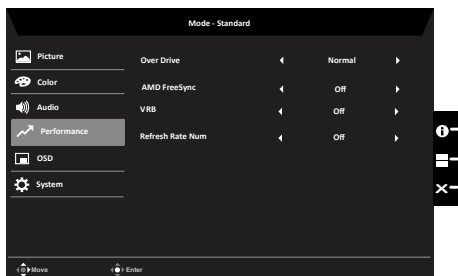 Mode - Standard
Picture
Color
Audio
Performance
OSD
System
Over Drive Normal
AMD FreeSync Off
VRB Off
Refresh Rate Num Off
Move Enter